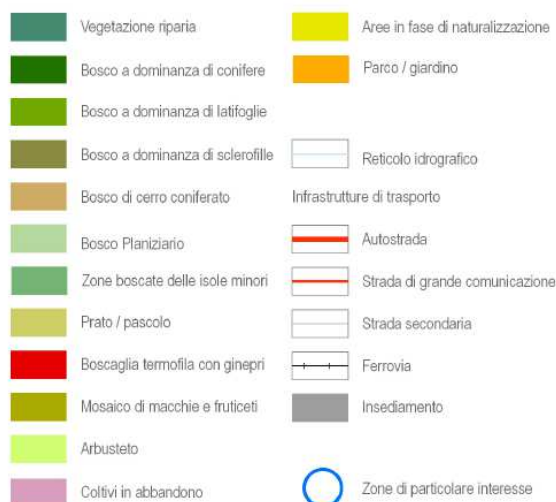 Vegetazione riparia
Bosco a dominanza di conifere
Bosco a dominanza di latifoglie
Bosco a dominanza di sclerofille
Bosco di cerro coniferato
Bosco Planiziario
Zone boscate delle isole minori
Prato / pascolo
Boscaglia termofila con ginepri
Mosaico di macchie e fruticeti
Arbusteto
Coltivi in abbandono
Aree in fase di naturalizzazione
Parco / giardino
Reticolo idrografico
Infrastrutture di trasporto
Autostrada
Strada di grande comunicazione
Strada secondaria
Ferrovia
Insediamento
Zone di particolare interesse